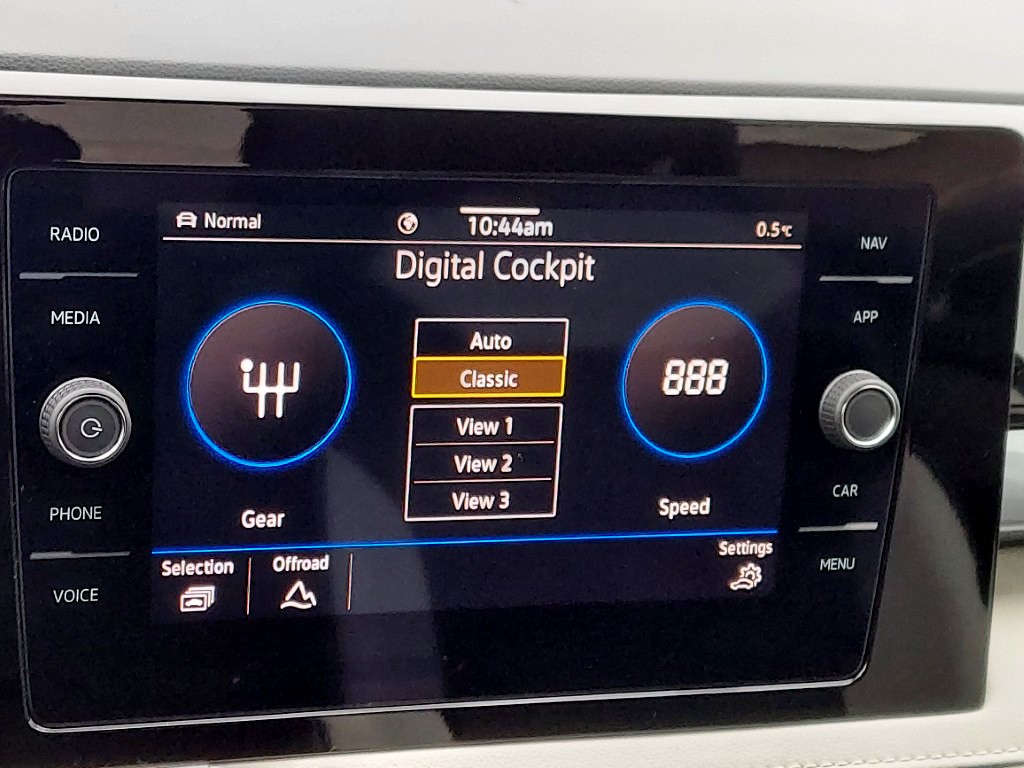 RADIO
MEDIA
PHONE
VOICE
Normal
10:44am
0.5°C
Digital Cockpit
Auto
Classic
View 1
View 2
View 3
Gear
888
Speed
Selection
Offroad
Settings
NAV
APP
CAR
MENU